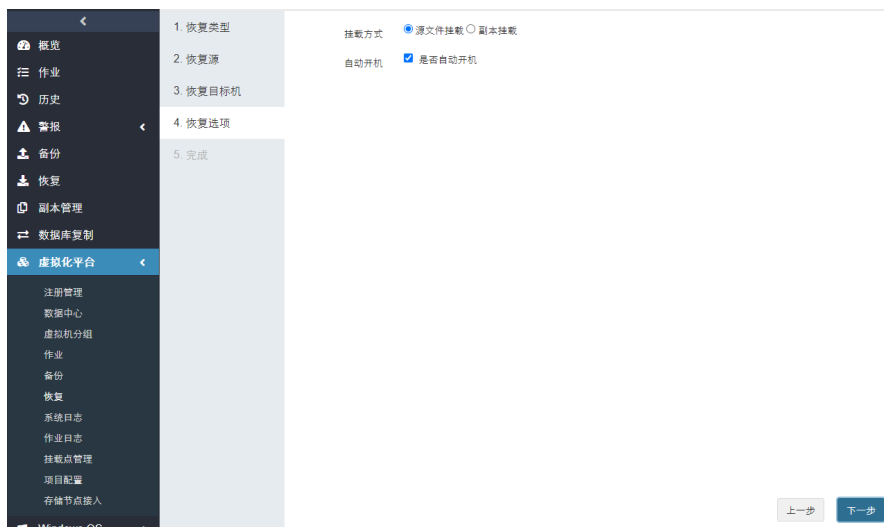 概览
作业
历史
警报
备份
恢复
副本管理
数据库复制
虚拟化平台
注册管理
数据中心
虚拟机分组
作业
备份
恢复
系统日志
作业日志
挂载点管理
项目配置
存储节点接入
Windows OS
1. 恢复类型
2. 恢复源
3. 恢复目标机
4. 恢复选项
5. 完成
挂载方式 源文件挂载 副本挂载
自动开机 是否自动开机
上一步 下一步